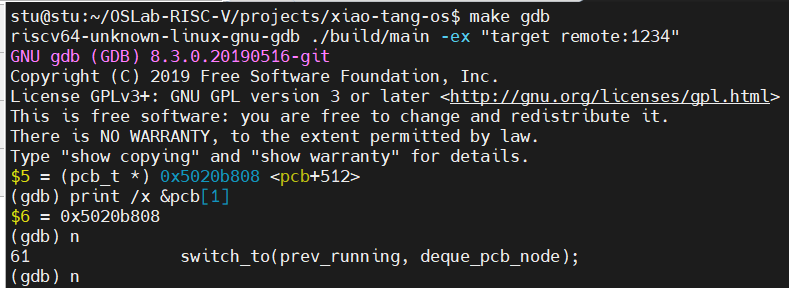 stu@stu:~/OSLab-RISC-V/projects/xiao-tang-os$ make gdb
riscv64-unknown-linux-gnu-gdb ./build/main -ex "target remote:1234"
GNU gdb (GDB) 8.3.0.20190516-git
Copyright (C) 2019 Free Software Foundation, Inc.
License GPLv3+: GNU GPL version 3 or later <http://gnu.org/licenses/gpl.html>
This is free software: you are free to change and redistribute it.
There is NO WARRANTY, to the extent permitted by law.
Type "show copying" and "show warranty" for details.
$5 = (pcb_t *) 0x5020b808 <pcb+512>
(gdb) print /x &pcb[1]
$6 = 0x5020b808
(gdb) n
61              switch_to(prev_running, deque_pcb_node);
(gdb) n